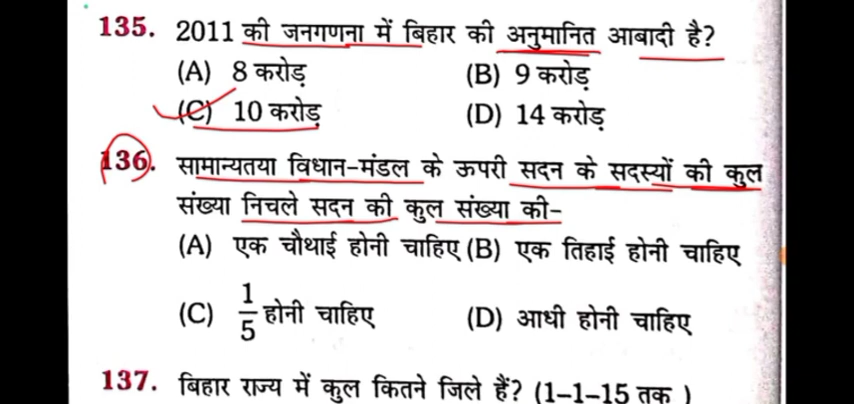 135. 2011 की जनगणना में बिहार की अनुमानित आबादी है?
(A) 8 करोड़ (B) 9 करोड़
(C) 10 करोड़ (D) 14 करोड़
136. सामान्यतया विधान-मंडल के ऊपरी सदन के सदस्यों की कुल
संख्या निचले सदन की कुल संख्या की-
(A) एक चौथाई होनी चाहिए (B) एक तिहाई होनी चाहिए
(C) 1/5 होनी चाहिए (D) आधी होनी चाहिए
137. बिहार राज्य में कुल कितने जिले हैं? (1-1-15 तक )